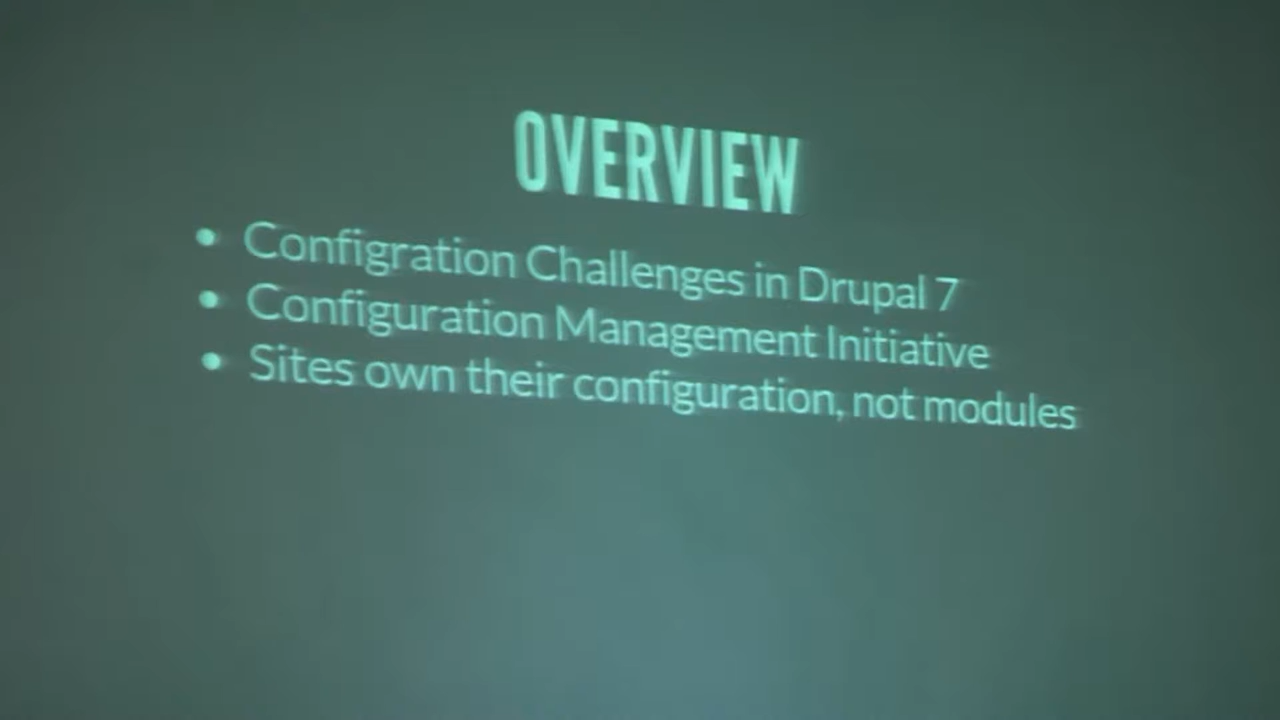 OVERVIEW
• Configration Challenges in Drupal 7
• Configuration Management Initiative
• Sites own their configuration, not modules